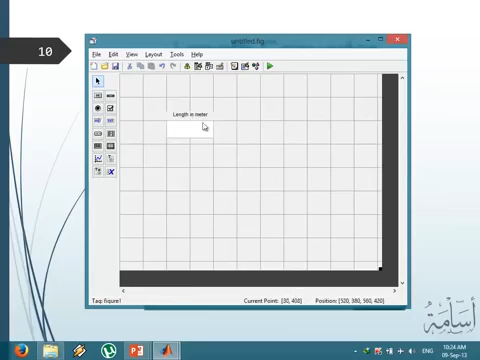 10
untitled.fig
File Edit View Layout Tools Help
Length in meter
Tag: figure1
Current Point: [30, 408]
Position: [520, 380, 560, 420]
أسامة
ENG
10:24 AM
09-Sep-13